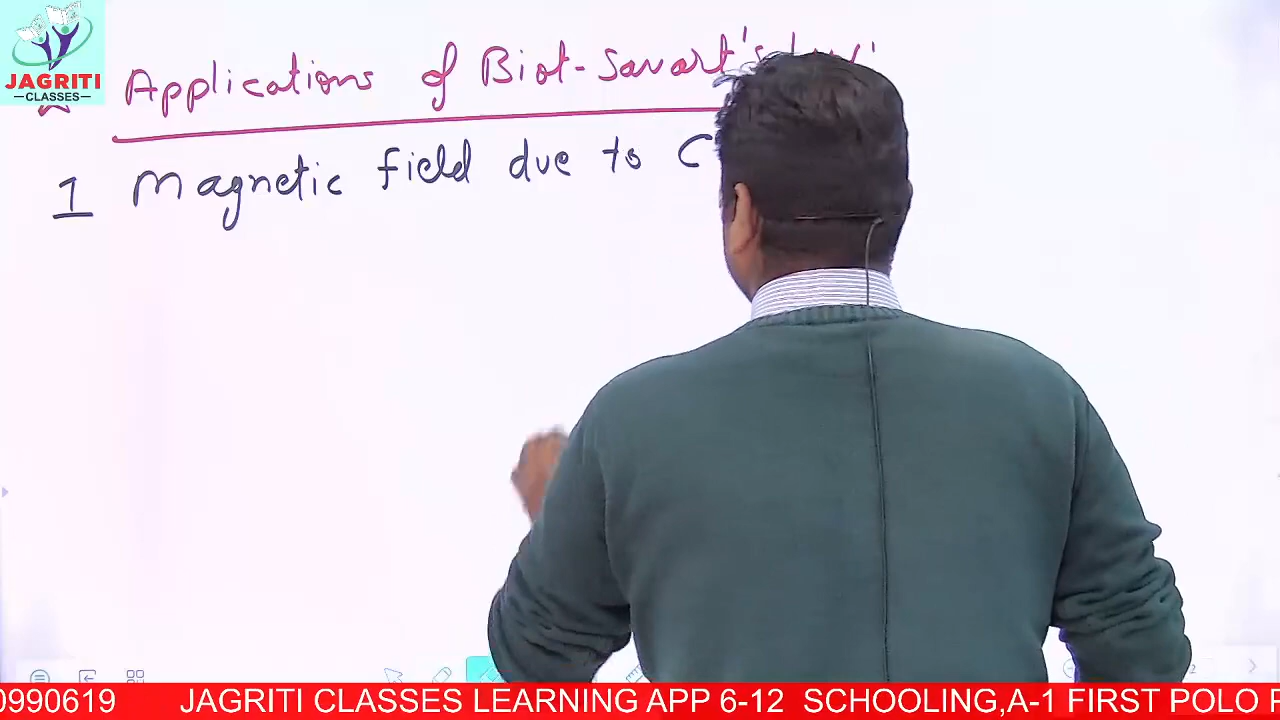 JAGRITI
CLASSES
Applications of Biot-Savart's
1 Magnetic field due to
0990619 JAGRITI CLASSES LEARNING APP 6-12 SCHOOLING,A-1 FIRST POLO